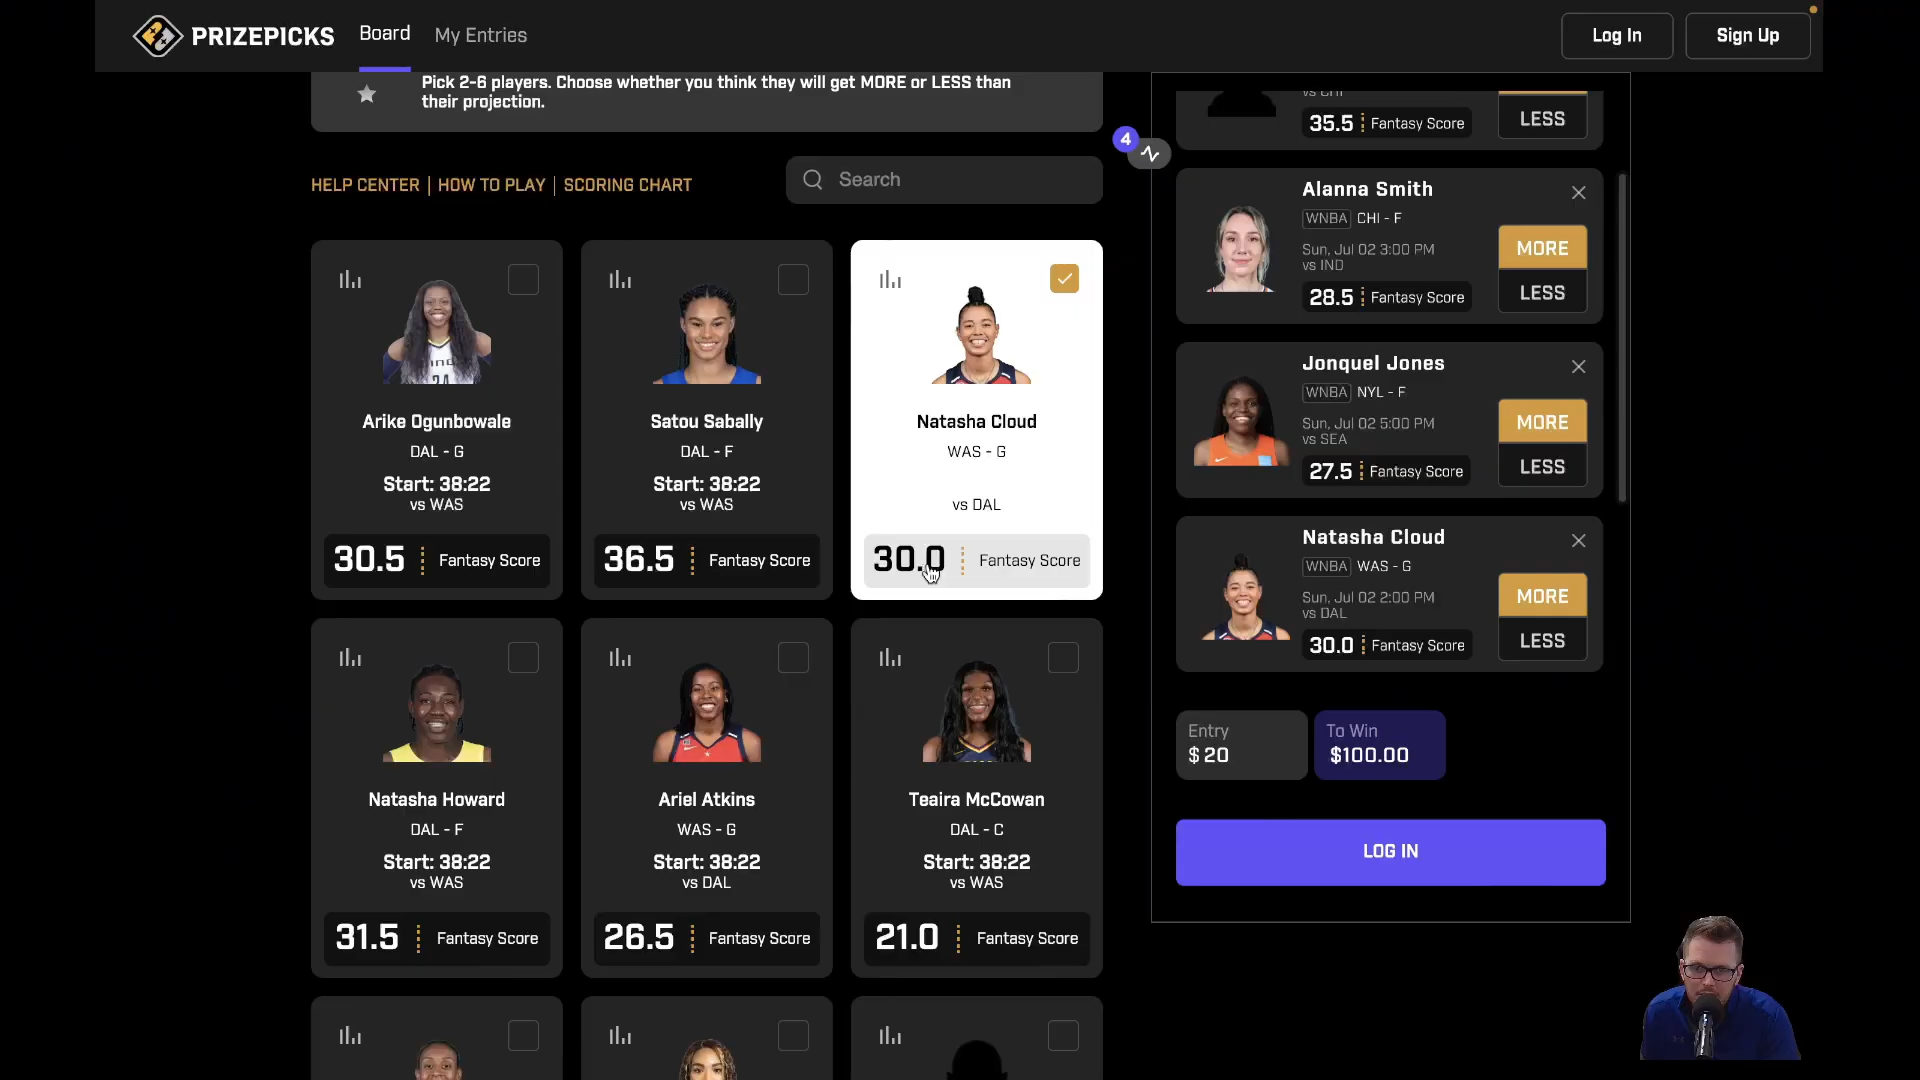 PRIZEPICKS
Board
My Entries
Log In
Sign Up
Pick 2-6 players. Choose whether you think they will get MORE or LESS than
their projection.
HELP CENTER | HOW TO PLAY | SCORING CHART
Search
Arike Ogunbowale
DAL - G
Start: 38:22
vs WAS
30.5 Fantasy Score
Satou Sabally
DAL - F
Start: 38:22
vs WAS
36.5 Fantasy Score
Natasha Cloud
WAS - G
vs DAL
30.0 Fantasy Score
Natasha Howard
DAL - F
Start: 38:22
vs WAS
31.5 Fantasy Score
Ariel Atkins
WAS - G
Start: 38:22
vs DAL
26.5 Fantasy Score
Teaira McCowan
DAL - C
Start: 38:22
vs WAS
21.0 Fantasy Score
4
vs CHI
35.5 Fantasy Score
LESS
Alanna Smith
WNBA CHI - F
Sun, Jul 02 3:00 PM
vs IND
28.5 Fantasy Score
MORE
LESS
Jonquel Jones
WNBA NYL - F
Sun, Jul 02 5:00 PM
vs SEA
27.5 Fantasy Score
MORE
LESS
Natasha Cloud
WNBA WAS - G
Sun, Jul 02 2:00 PM
vs DAL
30.0 Fantasy Score
MORE
LESS
Entry
$ 20
To Win
$100.00
LOG IN